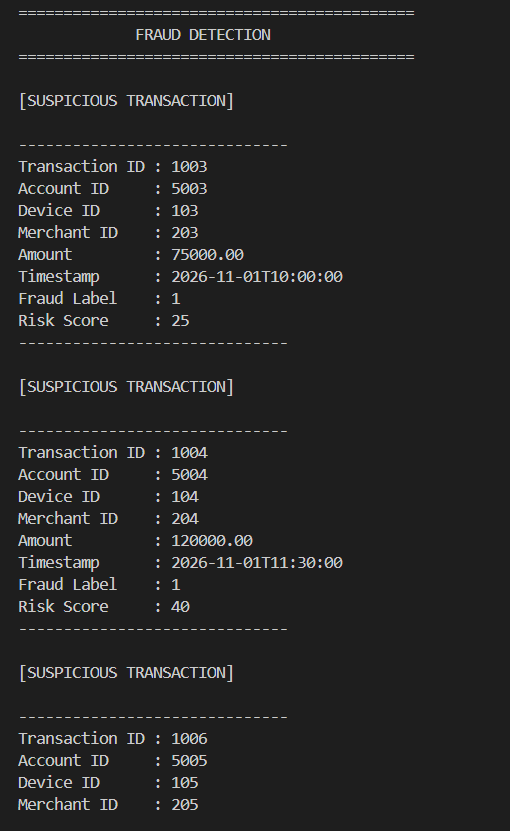 ============================================
FRAUD DETECTION
============================================
[SUSPICIOUS TRANSACTION]
------------------------------
Transaction ID : 1003
Account ID     : 5003
Device ID      : 103
Merchant ID    : 203
Amount         : 75000.00
Timestamp      : 2026-11-01T10:00:00
Fraud Label    : 1
Risk Score     : 25
------------------------------
[SUSPICIOUS TRANSACTION]
------------------------------
Transaction ID : 1004
Account ID     : 5004
Device ID      : 104
Merchant ID    : 204
Amount         : 120000.00
Timestamp      : 2026-11-01T11:30:00
Fraud Label    : 1
Risk Score     : 40
------------------------------
[SUSPICIOUS TRANSACTION]
------------------------------
Transaction ID : 1006
Account ID     : 5005
Device ID      : 105
Merchant ID    : 205